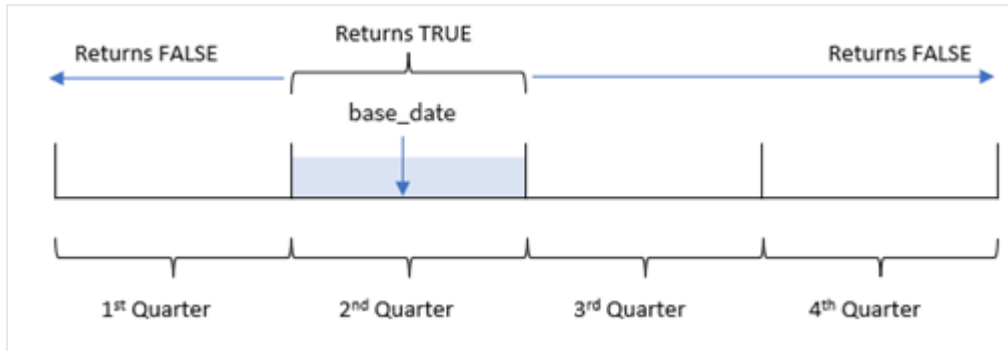 Returns TRUE
Returns FALSE
Returns FALSE
base_date
1st Quarter
2nd Quarter
3rd Quarter
4th Quarter